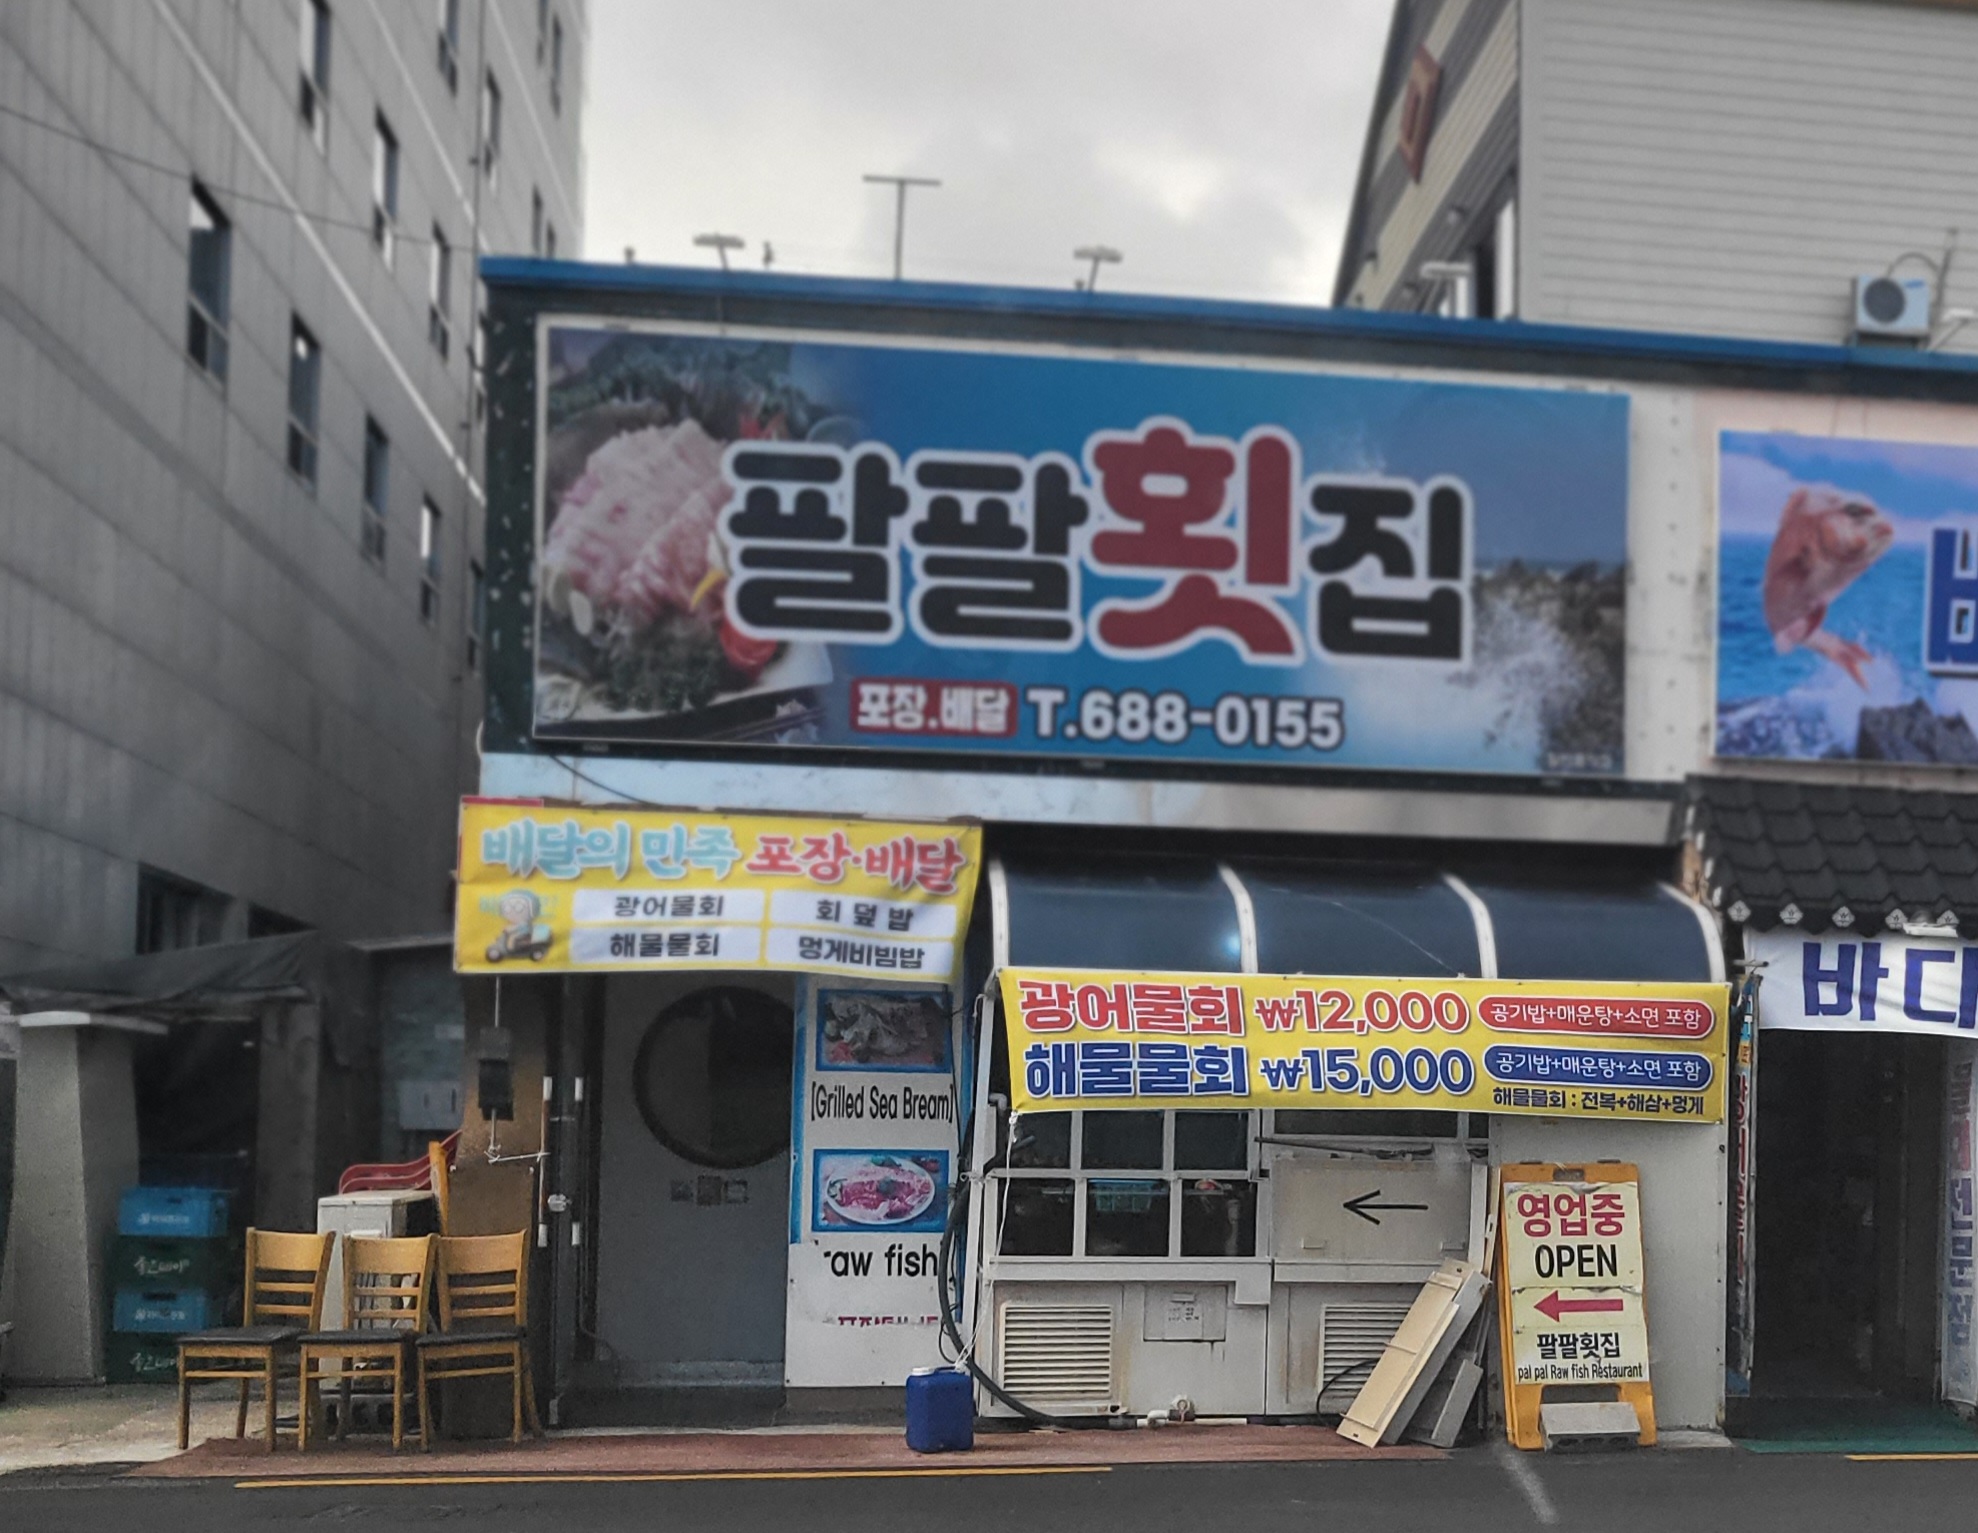 팔팔횟집
포장.배달 T.688-0155
배달의 민족 포장·배달
광어물회 회 덮 밥
해물물회 멍게비빔밥
광어물회 ₩12,000 공기밥+매운탕+소면 포함
해물물회 ₩15,000 공기밥+매운탕+소면 포함
해물물회 : 전복+해삼+멍게
[Grilled Sea Bream]
raw fish
영업중
OPEN
팔팔횟집
pal pal Raw fish Restaurant
바다
전문점